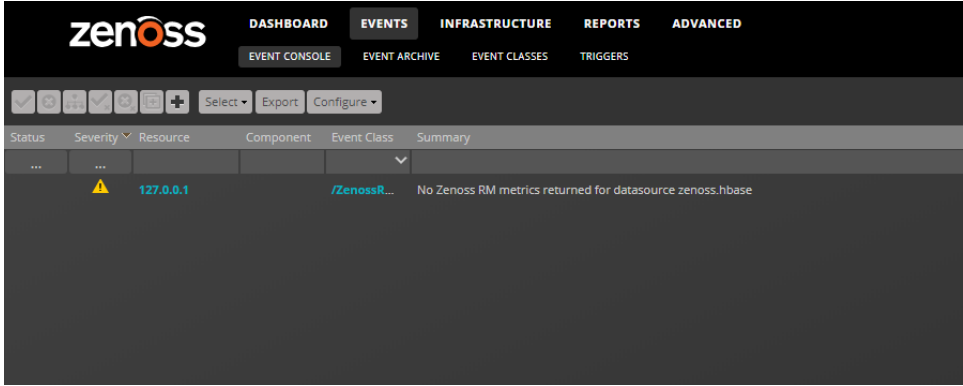 zenoss
DASHBOARD EVENTS INFRASTRUCTURE REPORTS ADVANCED
EVENT CONSOLE EVENT ARCHIVE EVENT CLASSES TRIGGERS
Select Export Configure
Status Severity Resource Component Event Class Summary
... ...
127.0.0.1 /ZenossR... No Zenoss RM metrics returned for datasource zenoss.hbase